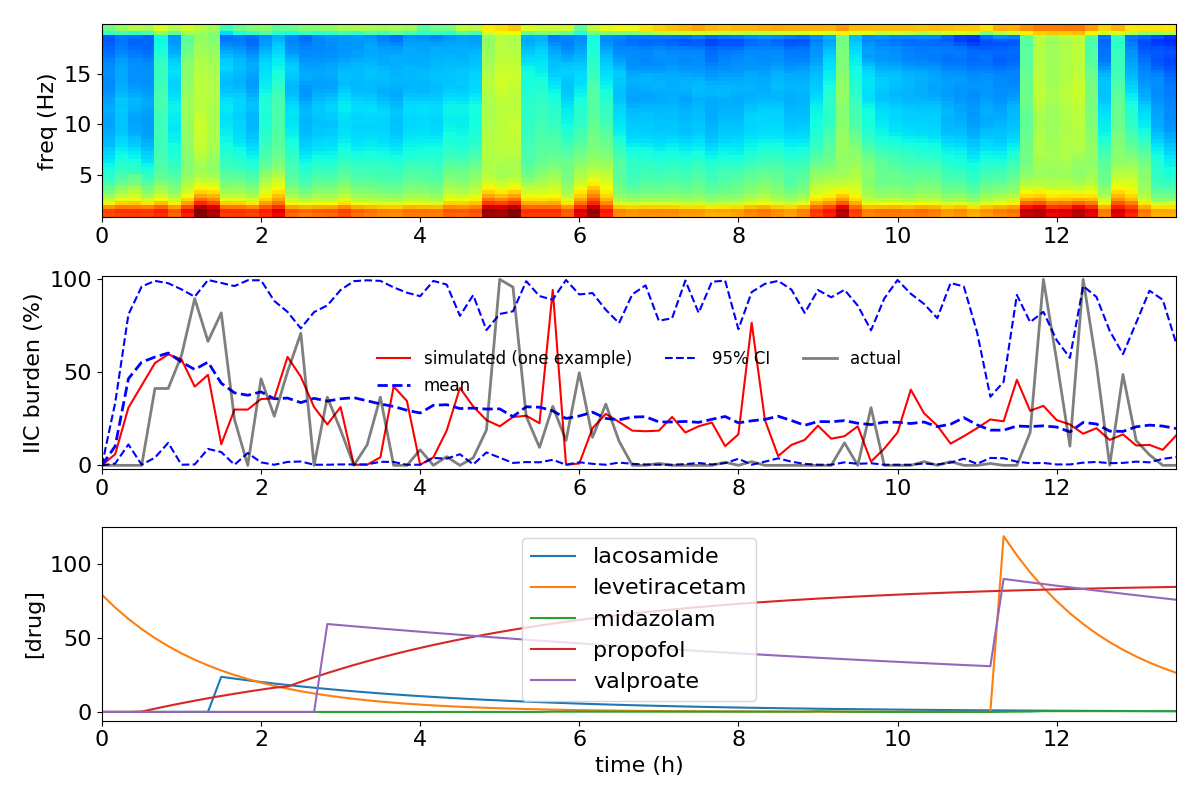 freq (Hz)
15
10
5
0 2 4 6 8 10 12
IIC burden (%)
100
50
0
simulated (one example) 95% CI actual
mean
0 2 4 6 8 10 12
[drug]
100
50
0
lacosamide
levetiracetam
midazolam
propofol
valproate
0 2 4 6 8 10 12
time (h)